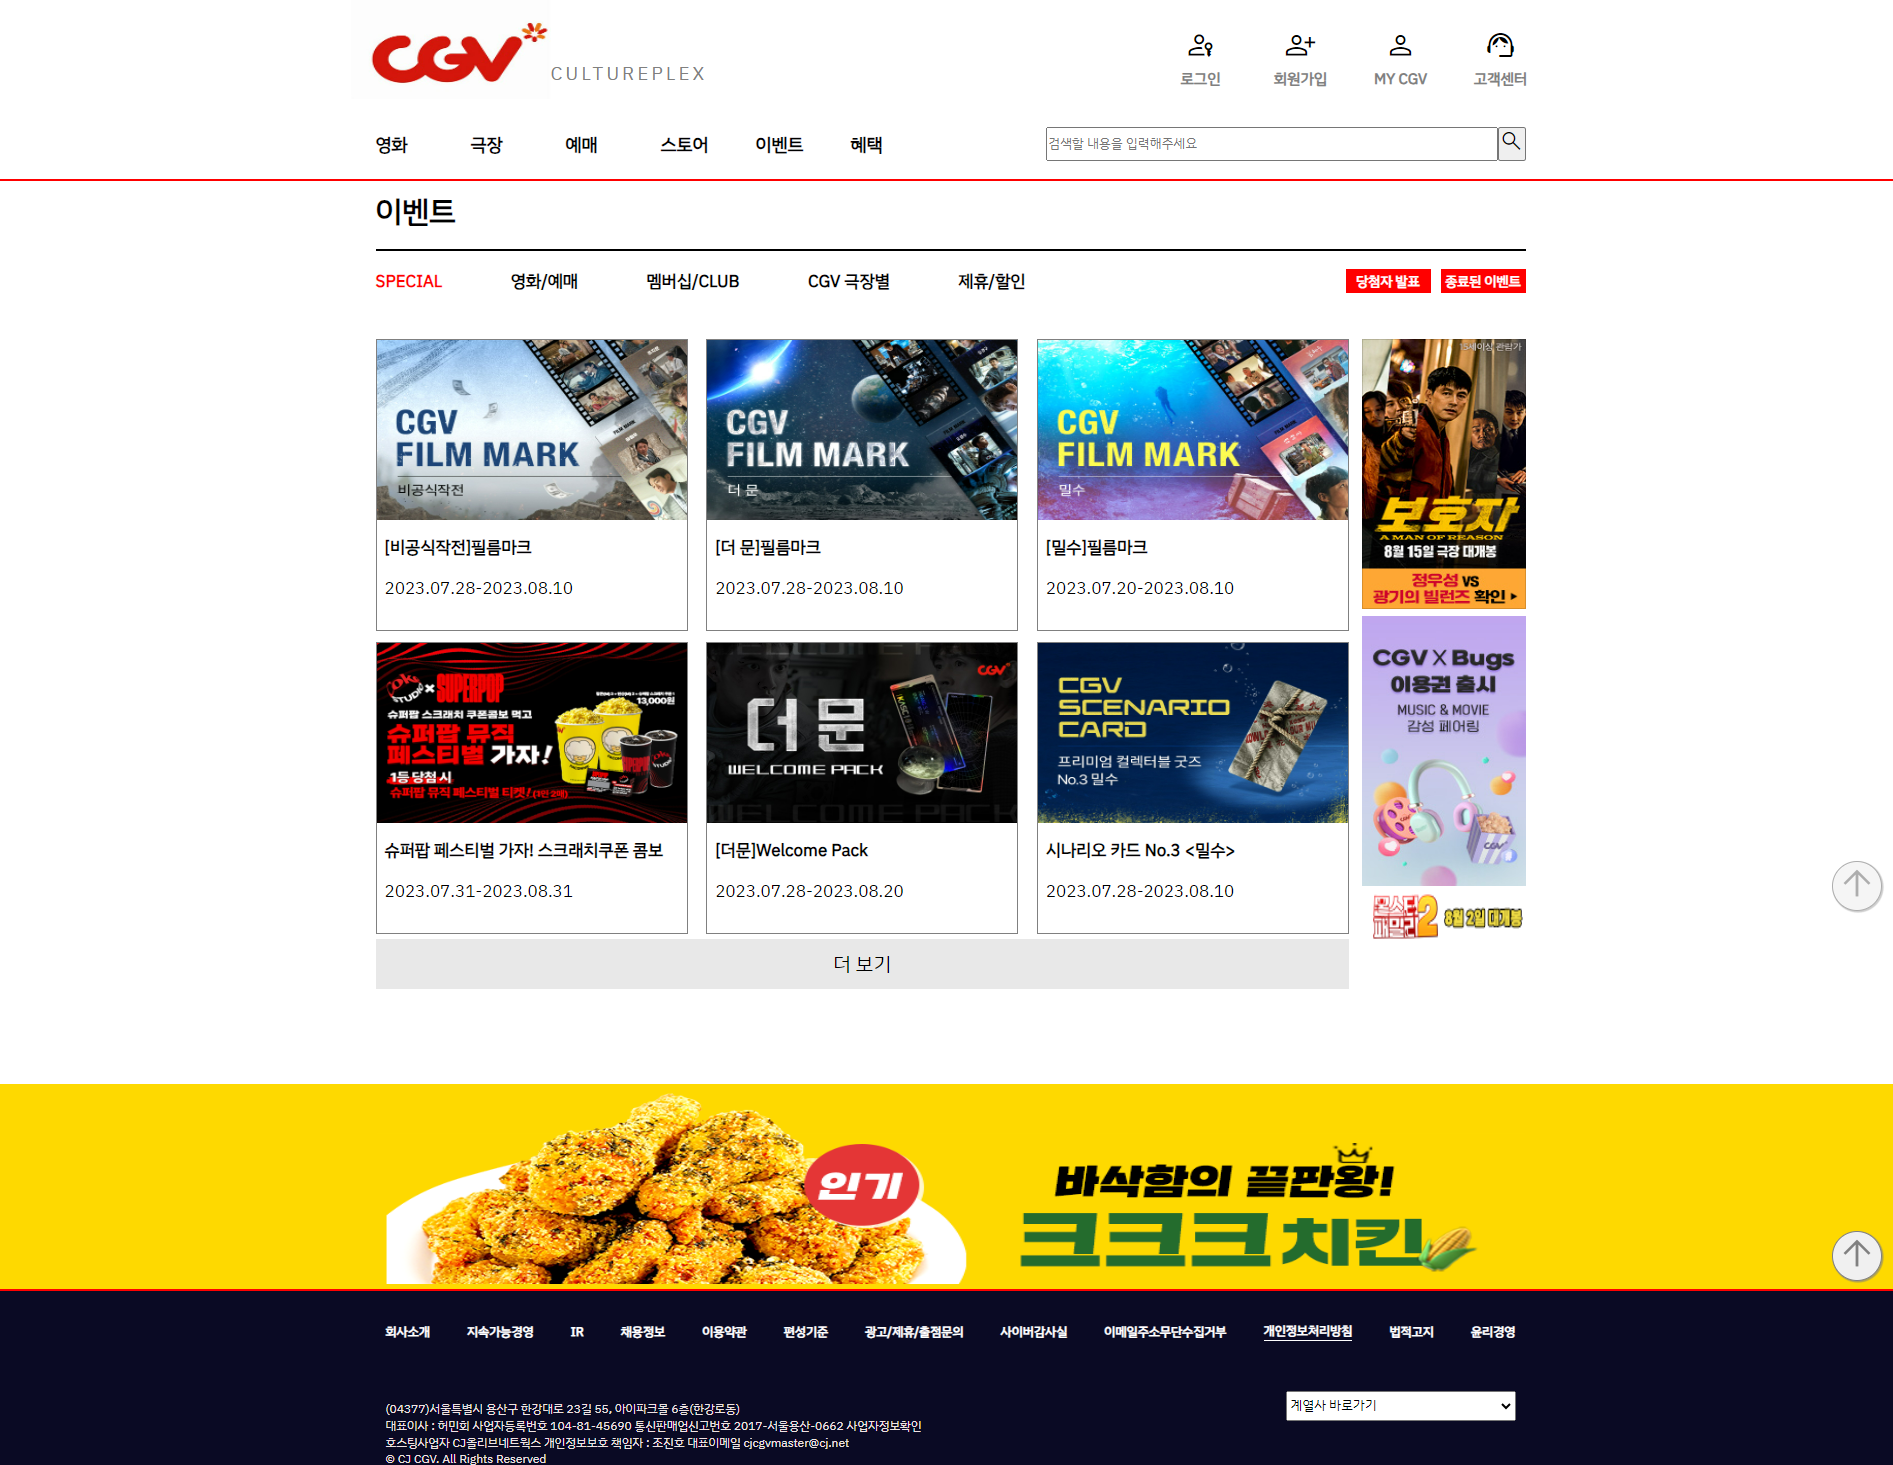 CGV
CULTUREPLEX
로그인
회원가입
MY CGV
고객센터
영화
극장
예매
스토어
이벤트
혜택
검색할 내용을 입력해주세요
이벤트
SPECIAL
영화/예매
멤버십/CLUB
CGV 극장별
제휴/할인
당첨자 발표
종료된 이벤트
CGV
FILM MARK
비공식작전
[비공식작전]필름마크
2023.07.28-2023.08.10
CGV
FILM MARK
더 문
[더 문]필름마크
2023.07.28-2023.08.10
CGV
FILM MARK
밀수
[밀수]필름마크
2023.07.20-2023.08.10
15세이상 관람가
보호자
A MAN OF REASON
8월 15일 극장 대개봉
정우성 VS
광기의 빌런즈 확인
SUPERPOP
13,000원
슈퍼팝 스크래치 쿠폰콤보 먹고
슈퍼팝 뮤직
페스티벌 가자!
1등 당첨 시
슈퍼팝 뮤직 페스티벌 티켓! (1인 2매)
슈퍼팝 페스티벌 가자! 스크래치쿠폰 콤보
2023.07.31-2023.08.31
CGV
더 문
WELCOME PACK
[더문]Welcome Pack
2023.07.28-2023.08.20
CGV
SCENARIO
CARD
프리미엄 컬렉터블 굿즈
No.3 밀수
시나리오 카드 No.3 <밀수>
2023.07.28-2023.08.10
CGV X Bugs
이용권 출시
MUSIC & MOVIE
감성 페어링
CGV
몬스터
패밀리2
8월 2일 대개봉
더 보기
인기
바삭함의 끝판왕!
크크크 치킨
회사소개
지속가능경영
IR
채용정보
이용약관
편성기준
광고/제휴/출점문의
사이버감사실
이메일주소무단수집거부
개인정보처리방침
법적고지
윤리경영
계열사 바로가기
(04377)서울특별시 용산구 한강대로 23길 55, 아이파크몰 6층(한강로동)
대표이사 : 허민회 사업자등록번호 104-81-45690 통신판매업신고번호 2017-서울용산-0662 사업자정보확인
호스팅사업자 CJ올리브네트웍스 개인정보보호 책임자 : 조진호 대표이메일 cjcgvmaster@cj.net
© CJ CGV. All Rights Reserved